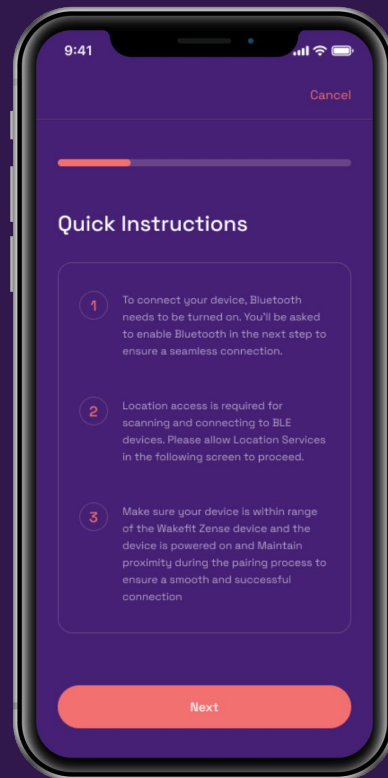 9:41
Cancel
Quick Instructions
1
To connect your device, Bluetooth
needs to be turned on. You'll be asked
to enable Bluetooth in the next step to
ensure a seamless connection.
2
Location access is required for
scanning and connecting to BLE
devices. Please allow Location Services
in the following screen to proceed.
3
Make sure your device is within range
of the Wakefit Zense device and the
device is powered on and Maintain
proximity during the pairing process to
ensure a smooth and successful
connection
Next